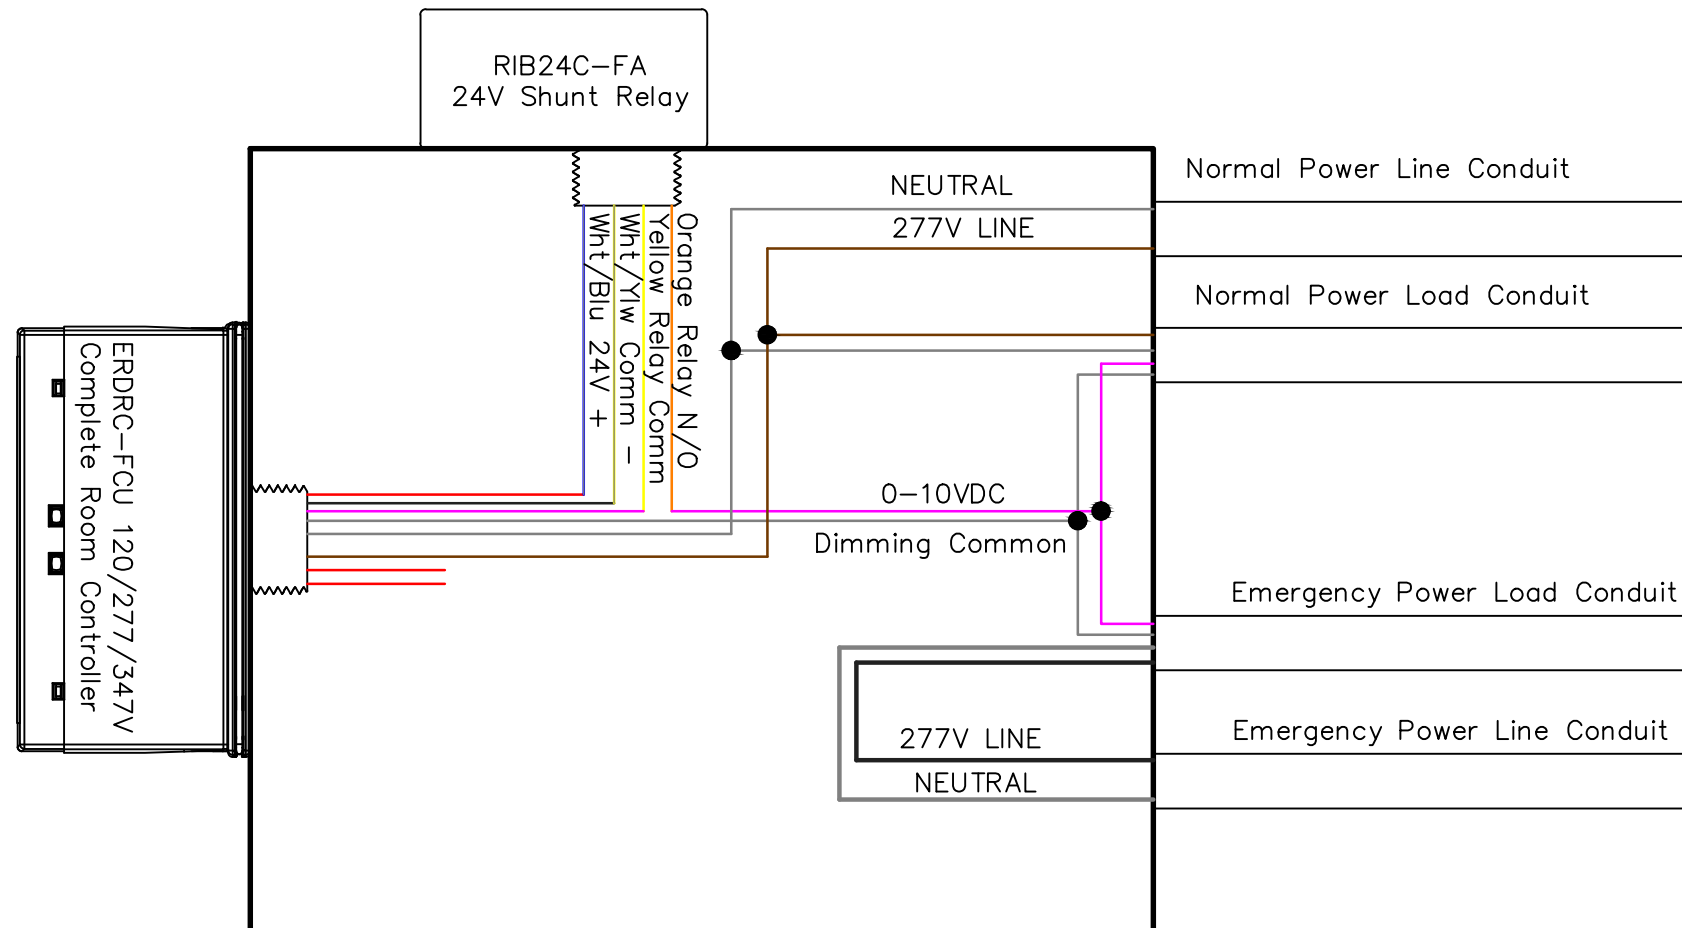 RIB24C-FA
24V Shunt Relay
Normal Power Line Conduit
NEUTRAL
277V LINE
Normal Power Load Conduit
Orange Relay N/O
Yellow Relay Comm
Wht/Ylw Comm -
Wht/Blu 24V +
ERDRC-FCU 120/277/347V
Complete Room Controller
0-10VDC
Dimming Common
Emergency Power Load Conduit
Emergency Power Line Conduit
277V LINE
NEUTRAL